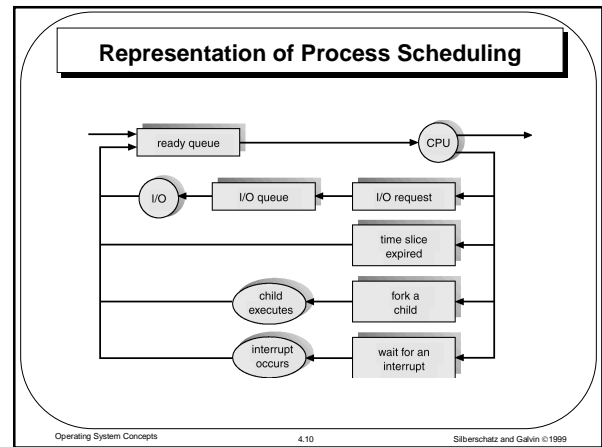 Representation of Process Scheduling
ready queue
CPU
I/O
I/O queue
I/O request
time slice
expired
child
executes
fork a
child
interrupt
occurs
wait for an
interrupt
Operating System Concepts
4.10
Silberschatz and Galvin ©1999